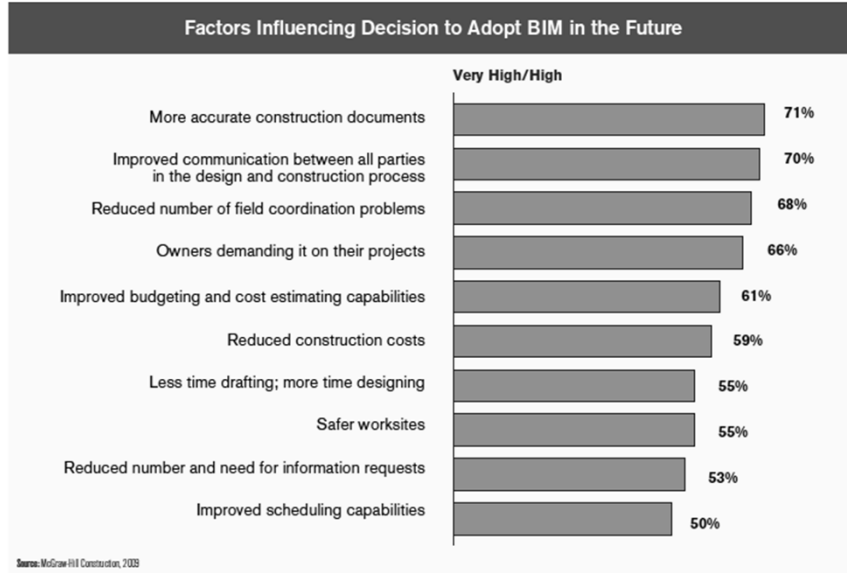 Factors Influencing Decision to Adopt BIM in the Future
Very High/High
More accurate construction documents 71%
Improved communication between all parties
in the design and construction process 70%
Reduced number of field coordination problems 68%
Owners demanding it on their projects 66%
Improved budgeting and cost estimating capabilities 61%
Reduced construction costs 59%
Less time drafting; more time designing 55%
Safer worksites 55%
Reduced number and need for information requests 53%
Improved scheduling capabilities 50%
Source: McGraw-Hill Construction, 2009